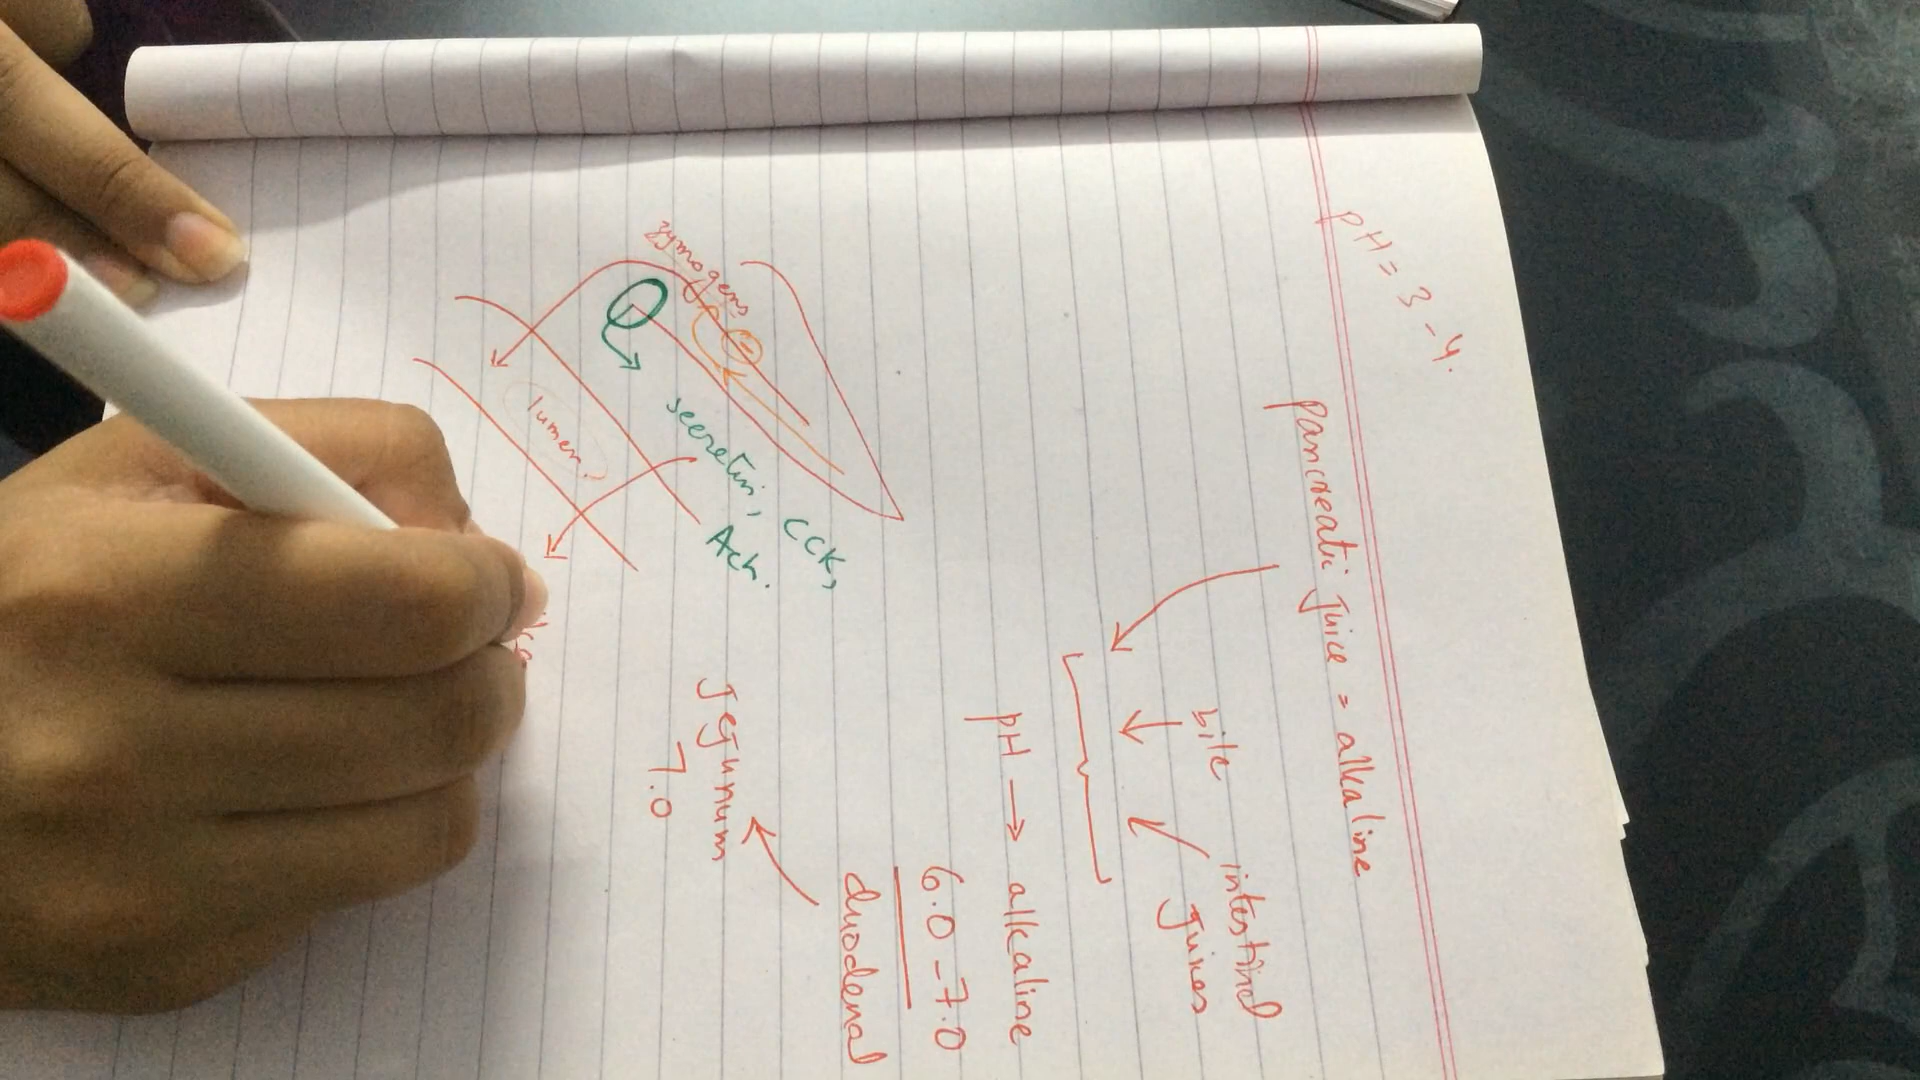 pH = 3 - 4.
pancreatic juice = alkaline
bile intestinal
juices
pH → alkaline
6.0 - 7.0
duodenal
Jejunum
7.0
zymogens
secretin, CCK,
Ach.
lumen.